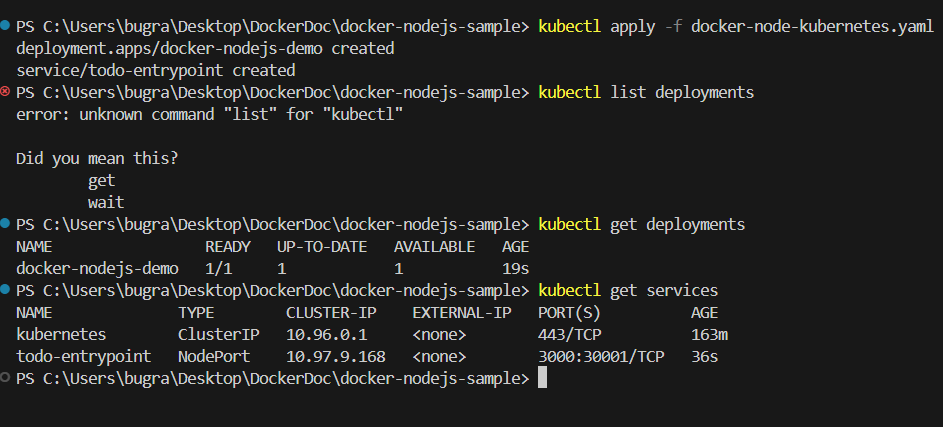 PS C:\Users\bugra\Desktop\DockerDoc\docker-nodejs-sample> kubectl apply -f docker-node-kubernetes.yaml
deployment.apps/docker-nodejs-demo created
service/todo-entrypoint created
PS C:\Users\bugra\Desktop\DockerDoc\docker-nodejs-sample> kubectl list deployments
error: unknown command "list" for "kubectl"

Did you mean this?
        get
        wait
PS C:\Users\bugra\Desktop\DockerDoc\docker-nodejs-sample> kubectl get deployments
NAME                 READY   UP-TO-DATE   AVAILABLE   AGE
docker-nodejs-demo   1/1     1            1           19s
PS C:\Users\bugra\Desktop\DockerDoc\docker-nodejs-sample> kubectl get services
NAME              TYPE        CLUSTER-IP    EXTERNAL-IP   PORT(S)          AGE
kubernetes        ClusterIP   10.96.0.1     <none>        443/TCP          163m
todo-entrypoint   NodePort    10.97.9.168   <none>        3000:30001/TCP   36s
PS C:\Users\bugra\Desktop\DockerDoc\docker-nodejs-sample>